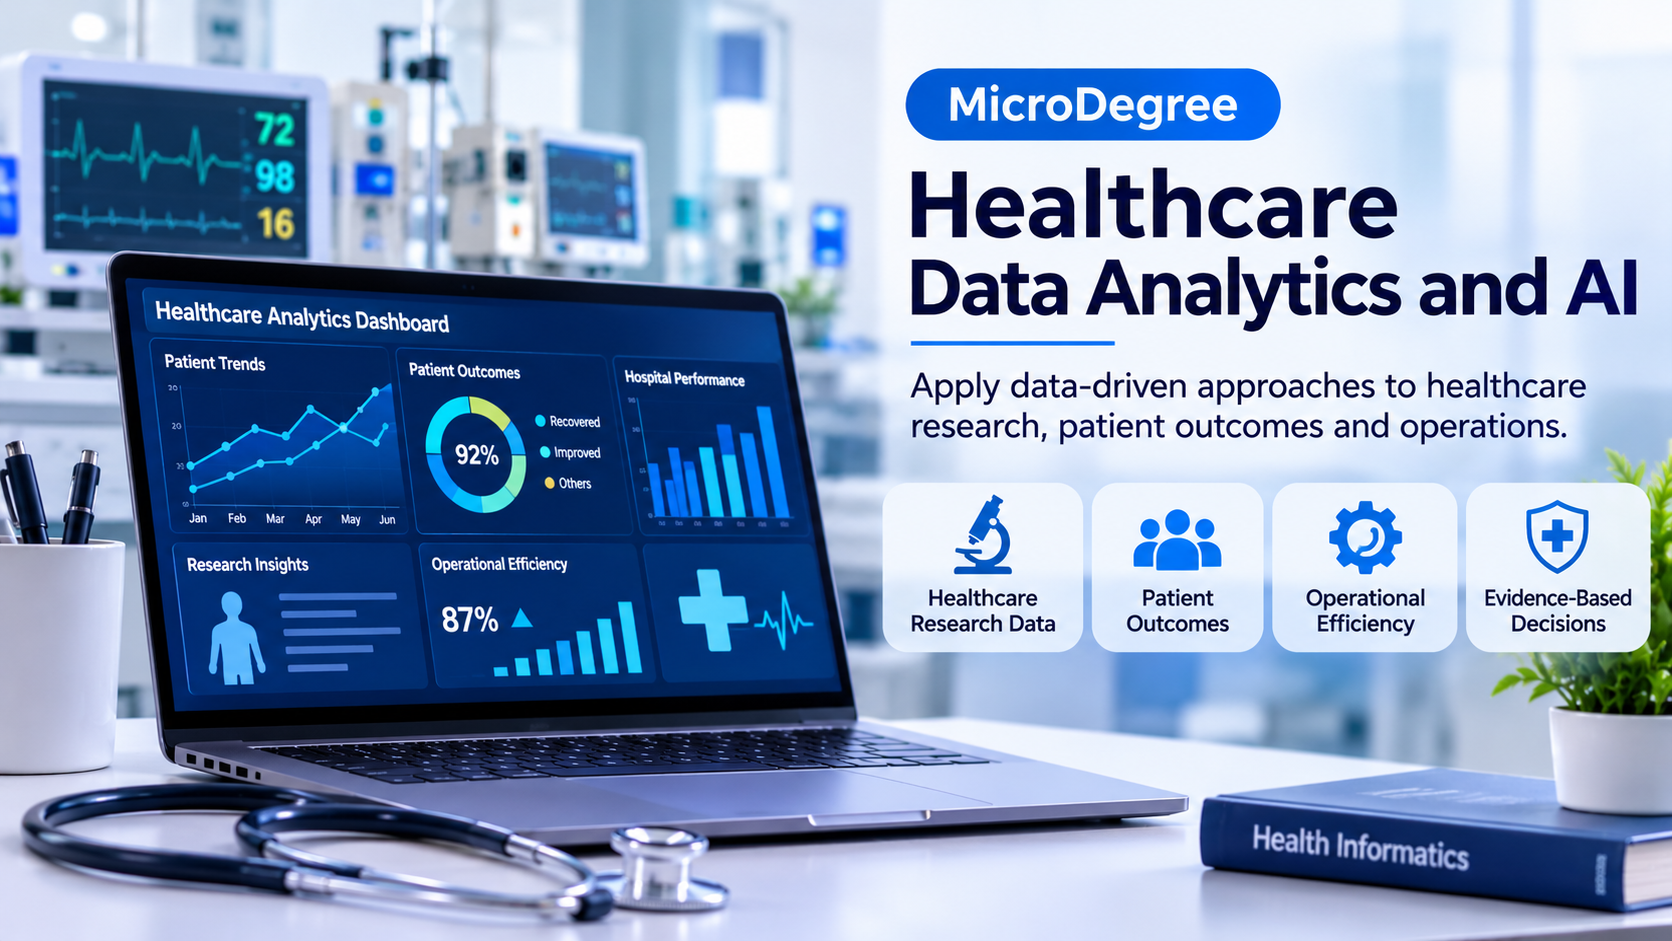 MicroDegree
Healthcare
Data Analytics and AI
Apply data-driven approaches to healthcare
research, patient outcomes and operations.
Healthcare
Research Data
Patient
Outcomes
Operational
Efficiency
Evidence-Based
Decisions
72
98
16
Healthcare Analytics Dashboard
Patient Trends
20
Jan Feb Mar Apr May Jun
Patient Outcomes
92%
Recovered
Improved
Others
Hospital Performance
Research Insights
Operational Efficiency
87%
Health Informatics